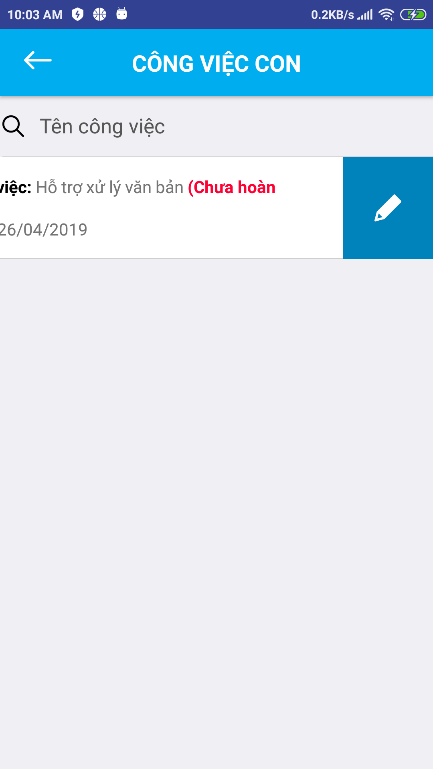 10:03 AM
0.2KB/s
CÔNG VIỆC CON
Tên công việc
việc: Hỗ trợ xử lý văn bản (Chưa hoàn
26/04/2019